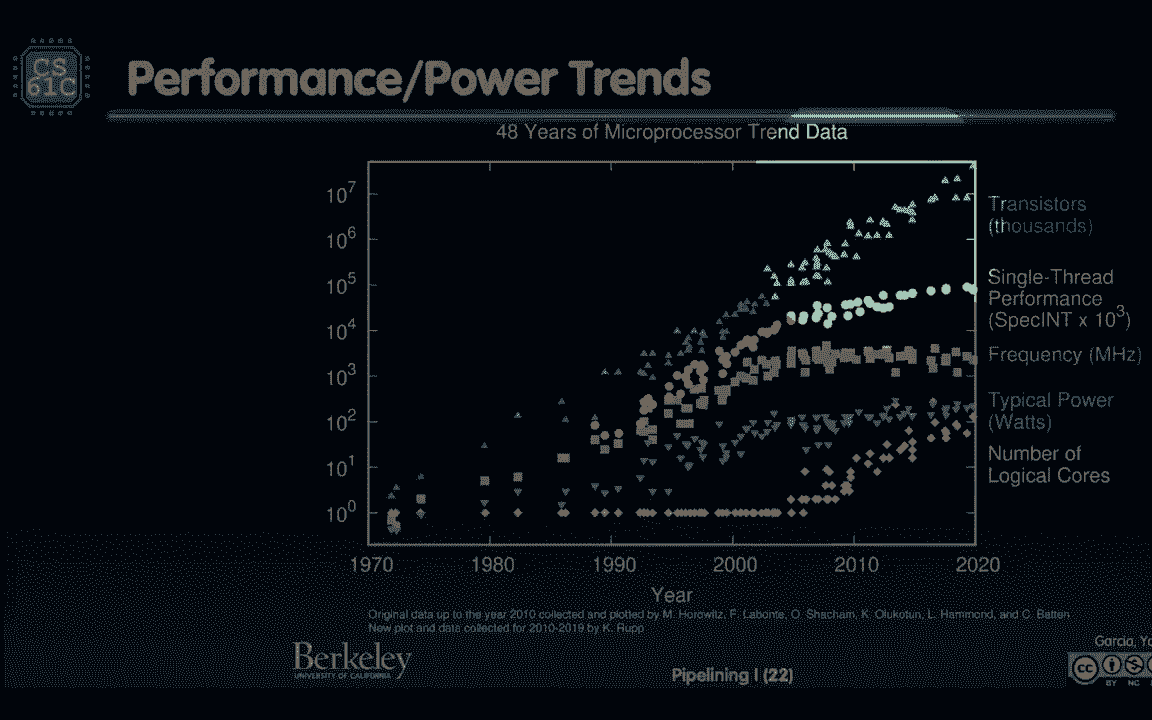 CS
61C
Performance/Power Trends
48 Years of Microprocessor Trend Data
10^7
10^6
10^5
10^4
10^3
10^2
10^1
10^0
Transistors
(thousands)
Single-Thread
Performance
(SpecINT x 10^3)
Frequency (MHz)
Typical Power
(Watts)
Number of
Logical Cores
1970 1980 1990 2000 2010 2020
Year
Original data up to the year 2010 collected and plotted by M. Horowitz, F. Labonte, O. Shacham, K. Olukotun, L. Hammond, and C. Batten
New plot and data collected for 2010-2019 by K. Rupp
Berkeley
UNIVERSITY OF CALIFORNIA
Pipelining I (22)
Garcia,
cc
BY NC